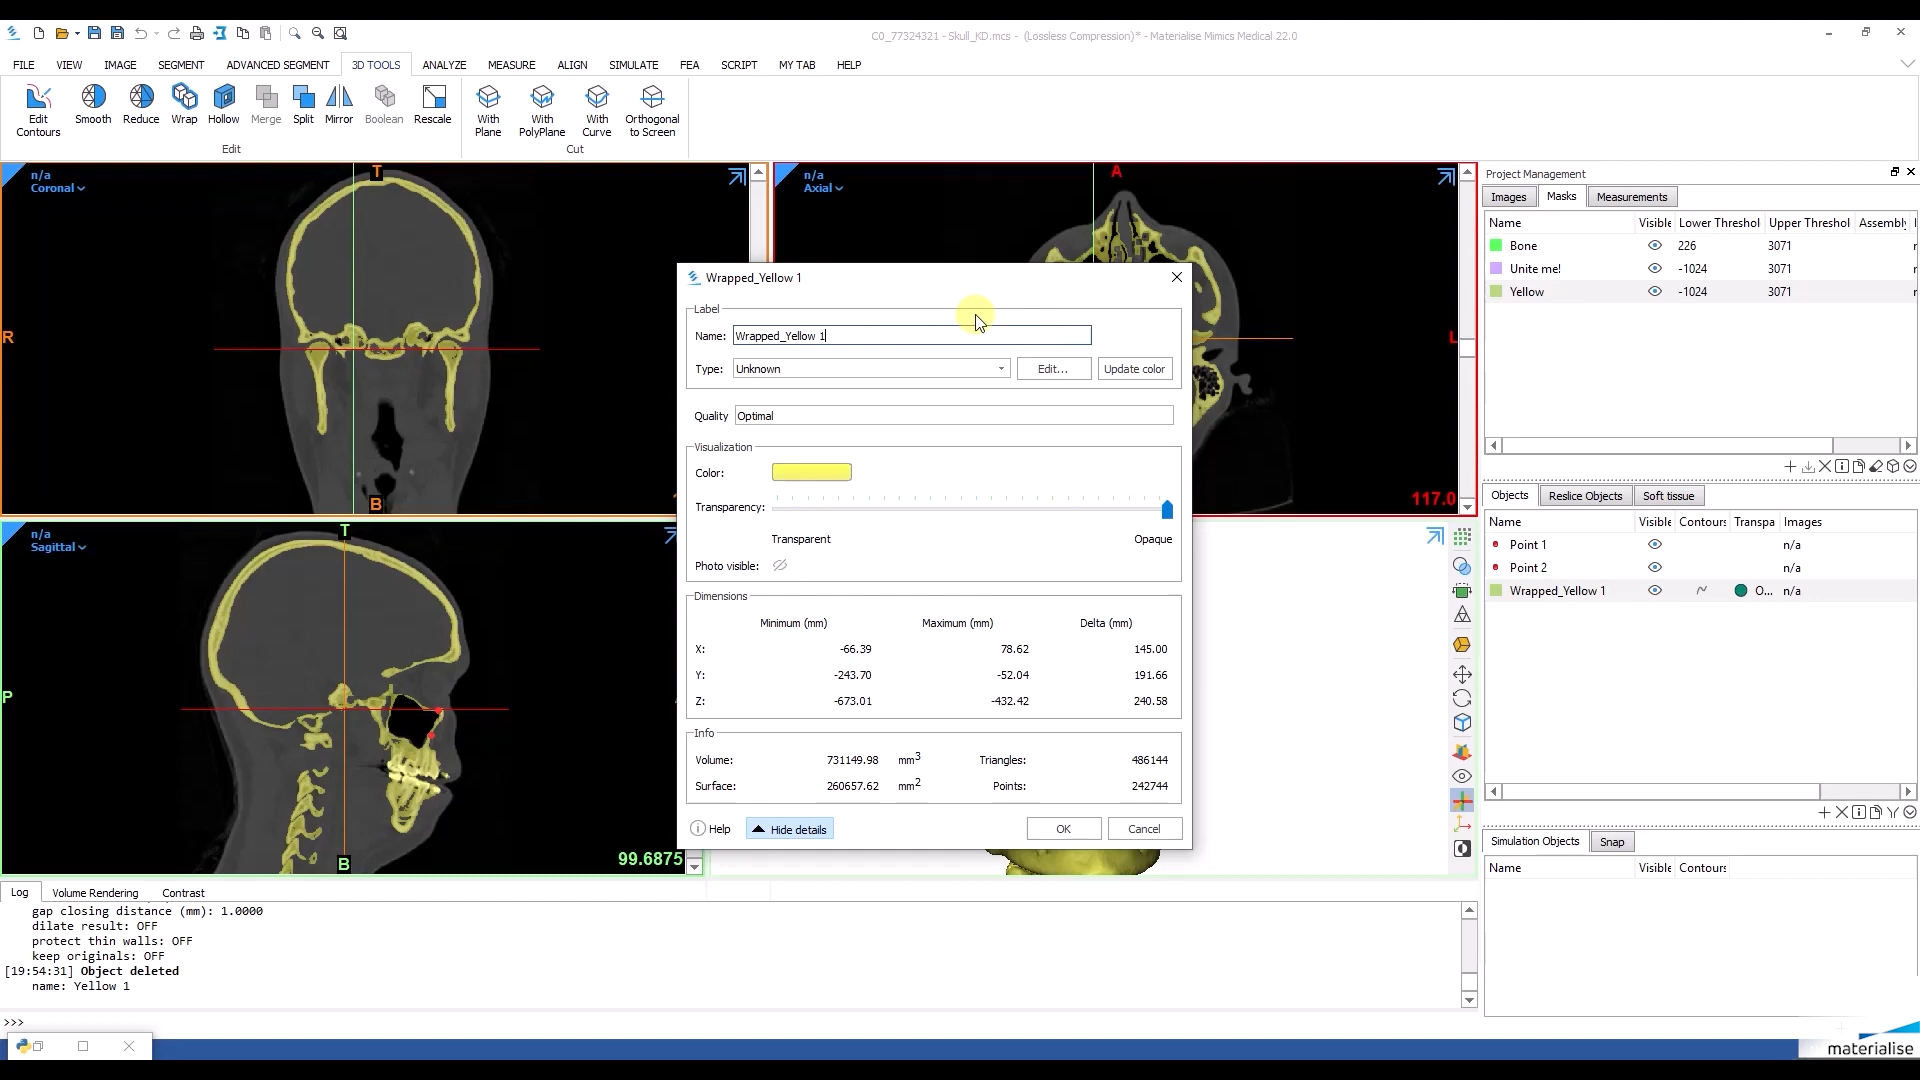 C0_77324321 - Skull_KD.mcs - (Lossless Compression)* - Materialise Mimics Medical 22.0
FILE VIEW IMAGE SEGMENT ADVANCED SEGMENT 3D TOOLS ANALYZE MEASURE ALIGN SIMULATE FEA SCRIPT MY TAB HELP
Edit Contours Smooth Reduce Wrap Hollow Merge Split Mirror Boolean Rescale
Edit
With Plane With PolyPlane With Curve Orthogonal to Screen
Cut
n/a
Coronal
T
R
B
n/a
Axial
A
L
117.0
n/a
Sagittal
T
P
B
99.6875
Wrapped_Yellow 1
Label
Name: Wrapped_Yellow 1
Type: Unknown Edit... Update color
Quality Optimal
Visualization
Color:
Transparency:
Transparent Opaque
Photo visible:
Dimensions
Minimum (mm) Maximum (mm) Delta (mm)
X: -66.39 78.62 145.00
Y: -243.70 -52.04 191.66
Z: -673.01 -432.42 240.58
Info
Volume: 731149.98 mm3 Triangles: 486144
Surface: 260657.62 mm2 Points: 242744
Help Hide details OK Cancel
Project Management
Images Masks Measurements
Name Visible Lower Threshol Upper Threshol Assembly
Bone 226 3071
Unite me! -1024 3071
Yellow -1024 3071
Objects Reslice Objects Soft tissue
Name Visible Contours Transpa Images
Point 1 n/a
Point 2 n/a
Wrapped_Yellow 1 O... n/a
Simulation Objects Snap
Name Visible Contours
Log Volume Rendering Contrast
gap closing distance (mm): 1.0000
dilate result: OFF
protect thin walls: OFF
keep originals: OFF
[19:54:31] Object deleted
name: Yellow 1
>>>
materialise